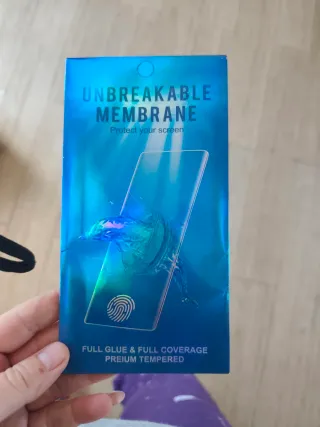 UNBREAKABLE
MEMBRANE
Protect your screen
FULL GLUE & FULL COVERAGE
PREIUM TEMPERED